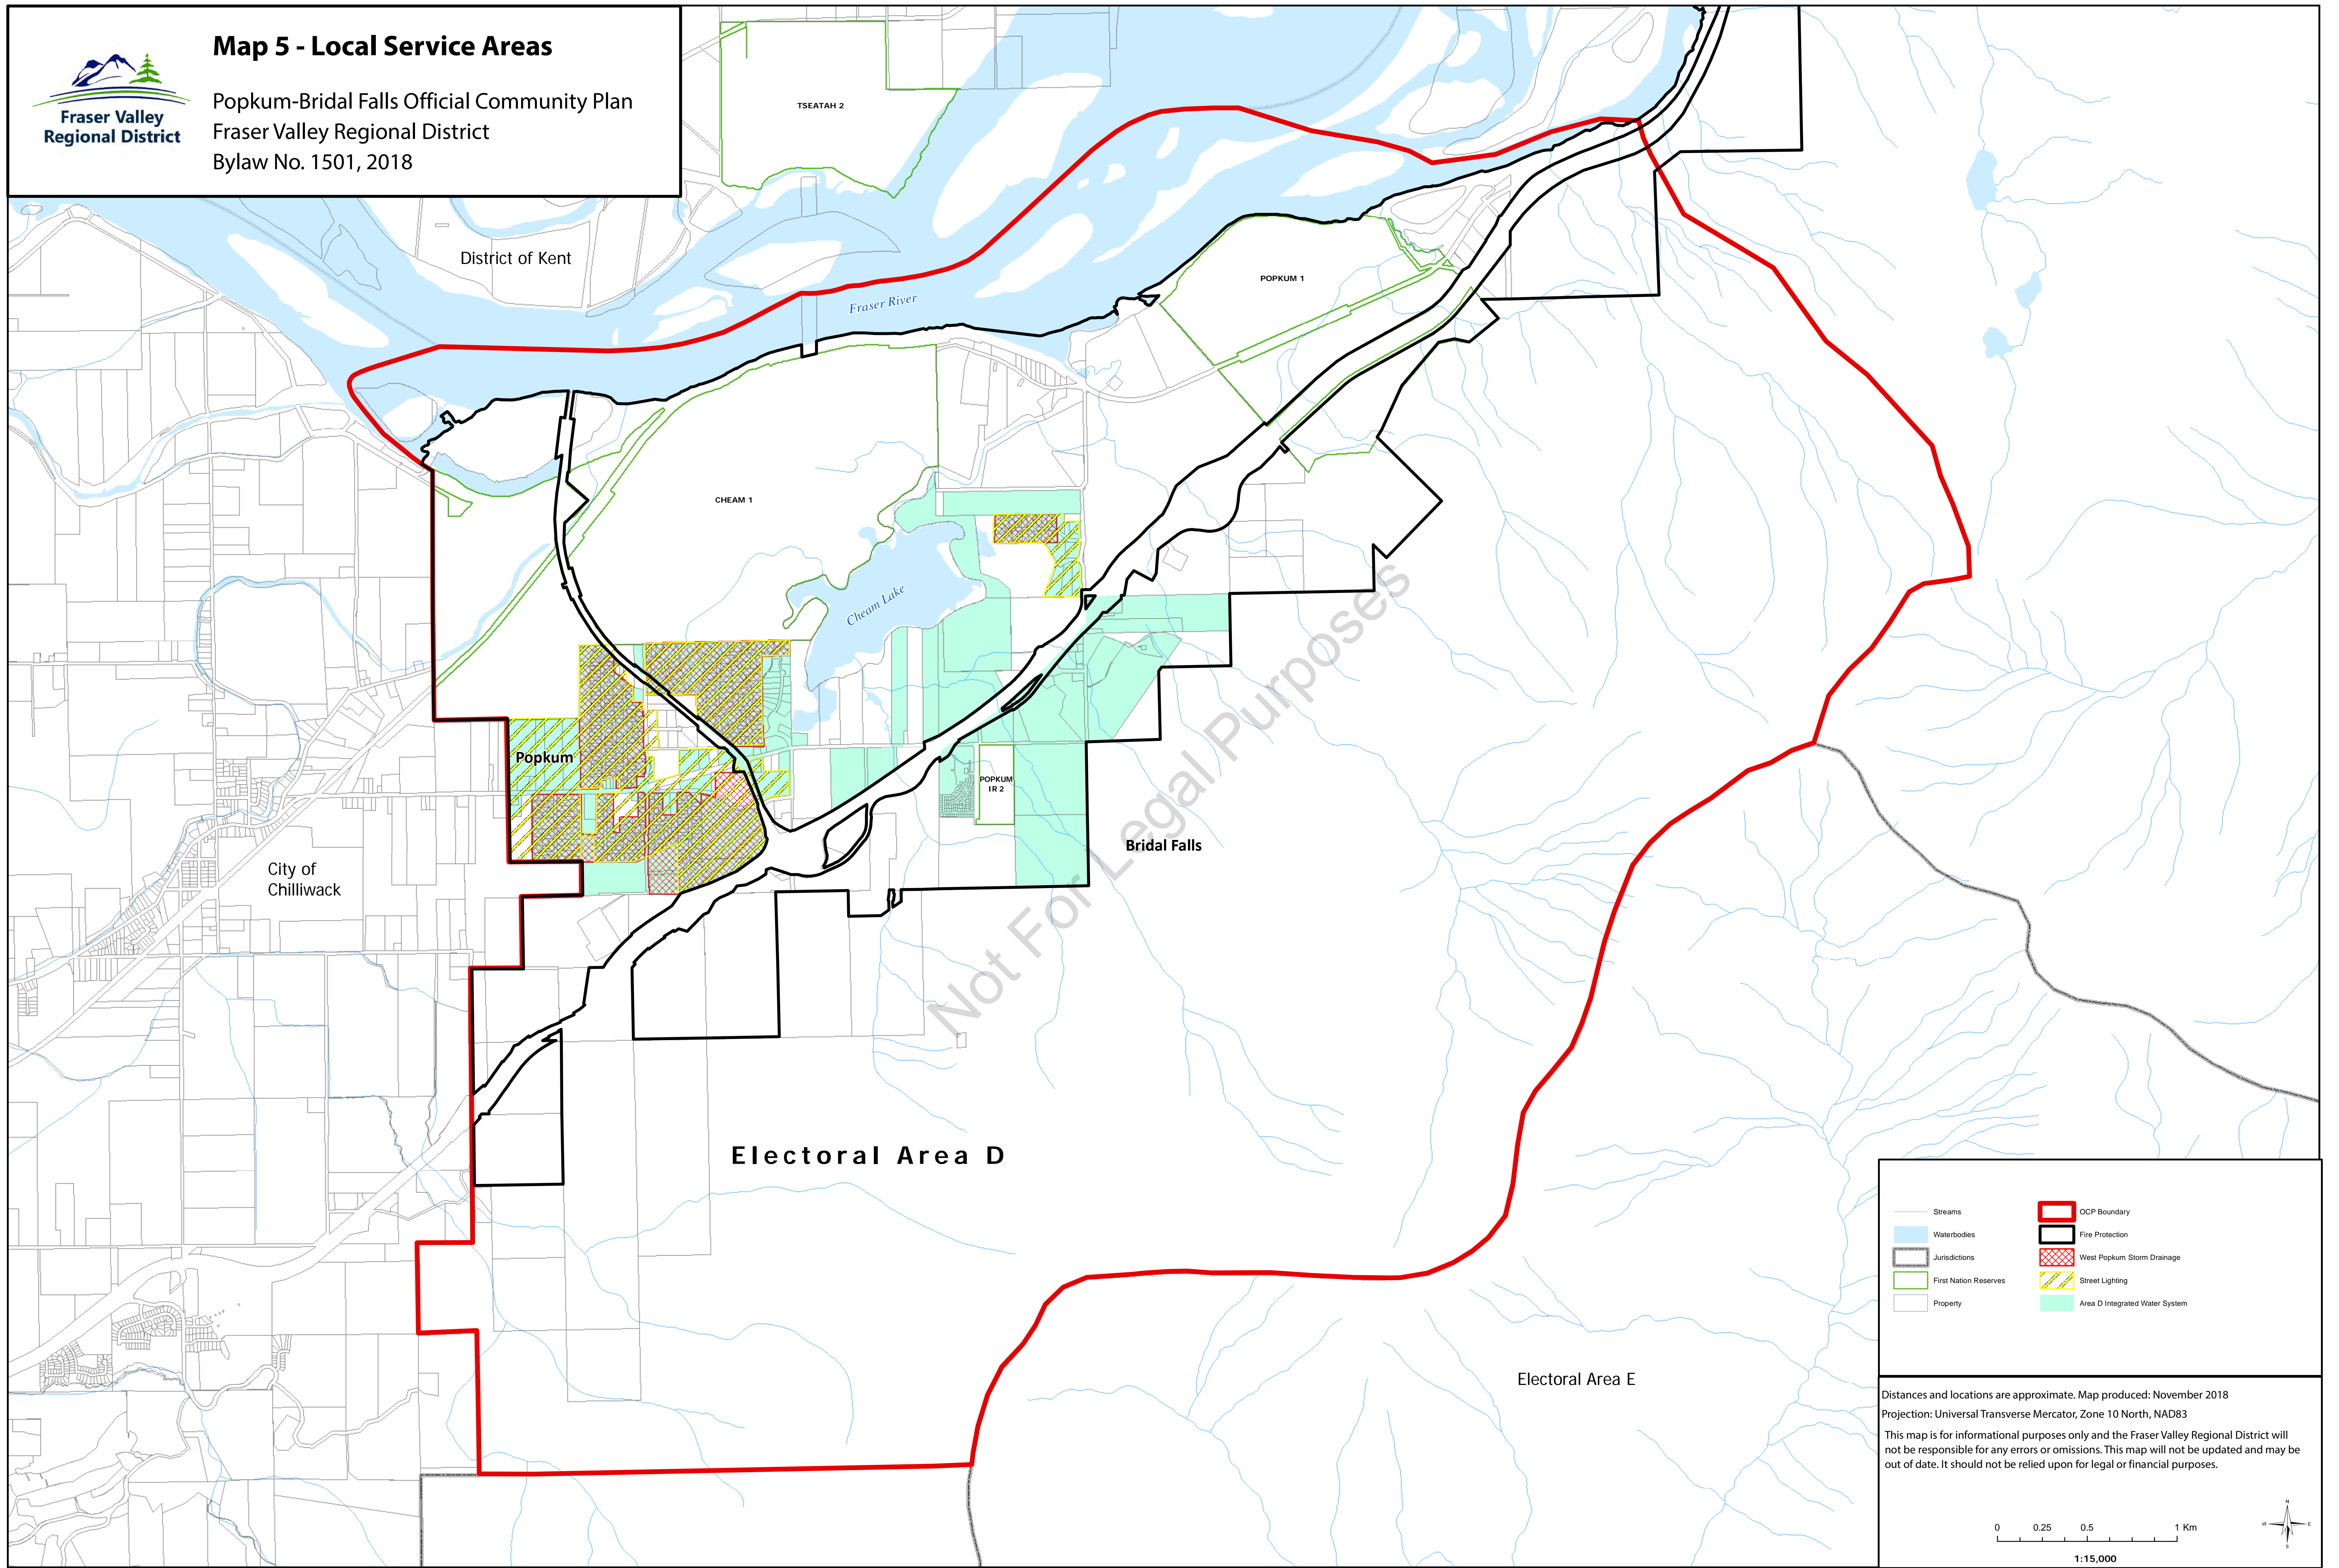 Map 5 - Local Service Areas
Popkum-Bridal Falls Official Community Plan
Fraser Valley Regional District
Bylaw No. 1501, 2018
Fraser Valley
Regional District
TSEATAH 2
District of Kent
Fraser River
POPKUM 1
CHEAM 1
Cheam Lake
Popkum
POPKUM
IR 2
Bridal Falls
City of
Chilliwack
Not For Legal Purposes
Electoral Area D
Electoral Area E
Streams
Waterbodies
Jurisdictions
First Nation Reserves
Property
OCP Boundary
Fire Protection
West Popkum Storm Drainage
Street Lighting
Area D Integrated Water System
Distances and locations are approximate. Map produced: November 2018
Projection: Universal Transverse Mercator, Zone 10 North, NAD83
This map is for informational purposes only and the Fraser Valley Regional District will
not be responsible for any errors or omissions. This map will not be updated and may be
out of date. It should not be relied upon for legal or financial purposes.
0 0.25 0.5 1 Km
1:15,000
N
W E
S